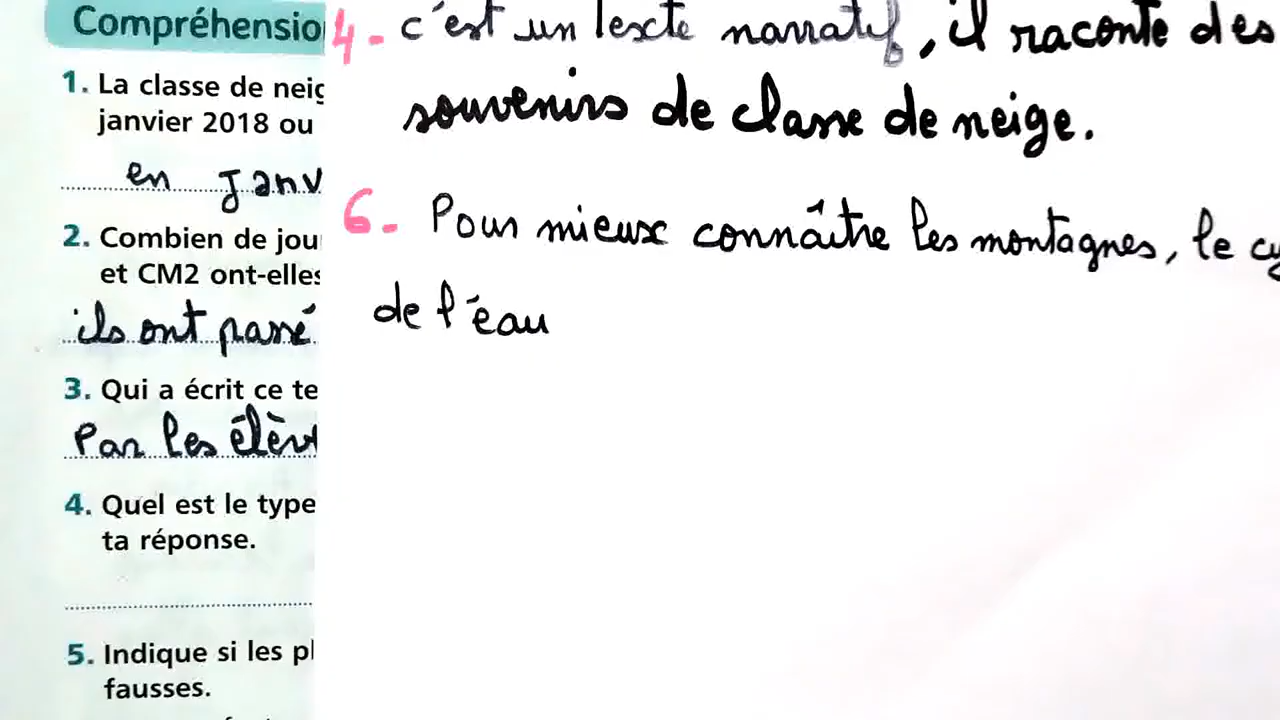 Compréhensio
1. La classe de neig
janvier 2018 ou
en janv
2. Combien de jou
et CM2 ont-elles
ils ont passé
3. Qui a écrit ce te
Par les élèv
4. Quel est le type
ta réponse.
5. Indique si les pl
fausses.
4- c'est un texte narratif, il raconte des
souvenirs de classe de neige.
6- Pour mieux connaître les montagnes, le cy
de l'eau